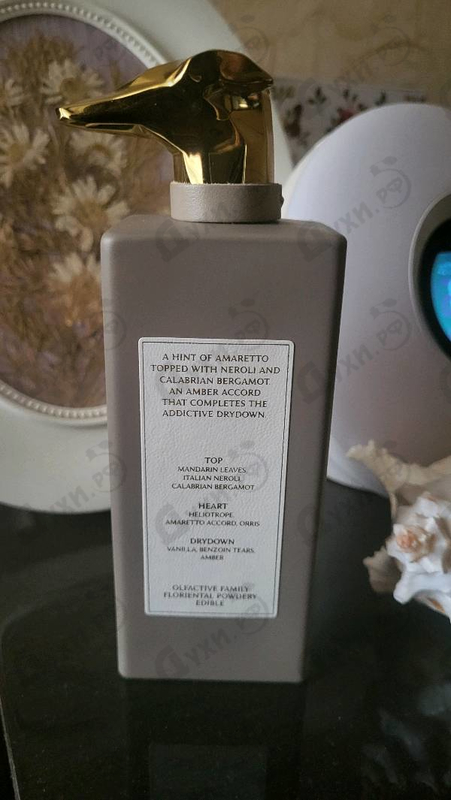 A HINT OF AMARETTO
TOPPED WITH NEROLI AND
CALABRIAN BERGAMOT.
AN AMBER ACCORD
THAT COMPLETES THE
ADDICTIVE DRYDOWN.
TOP
MANDARIN LEAVES,
ITALIAN NEROLI,
CALABRIAN BERGAMOT
HEART
HELIOTROPE,
AMARETTO ACCORD, ORRIS
DRYDOWN
VANILLA, BENZOIN TEARS,
AMBER
OLFACTIVE FAMILY
FLORIENTAL POWDERY
EDIBLE
Духи.РФ